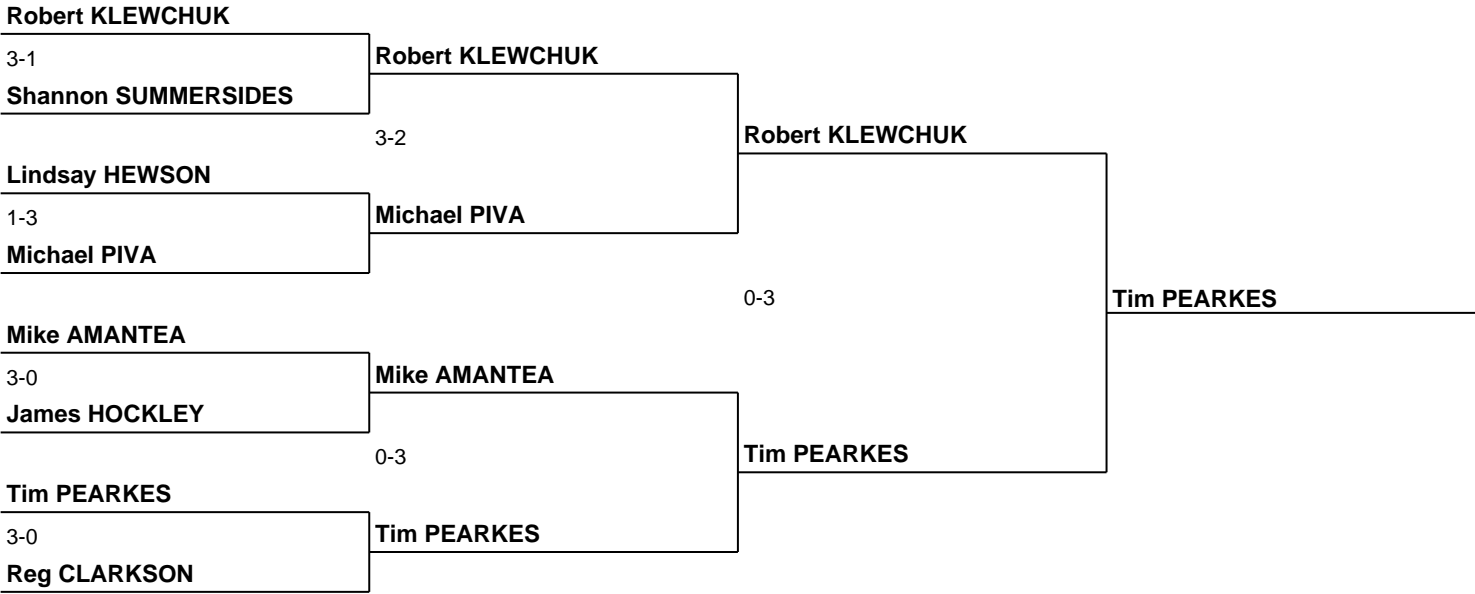 Robert KLEWCHUK
3-1
Robert KLEWCHUK
Shannon SUMMERSIDES
3-2
Robert KLEWCHUK
Lindsay HEWSON
1-3
Michael PIVA
Michael PIVA
0-3
Tim PEARKES
Mike AMANTEA
3-0
Mike AMANTEA
James HOCKLEY
0-3
Tim PEARKES
Tim PEARKES
3-0
Tim PEARKES
Reg CLARKSON